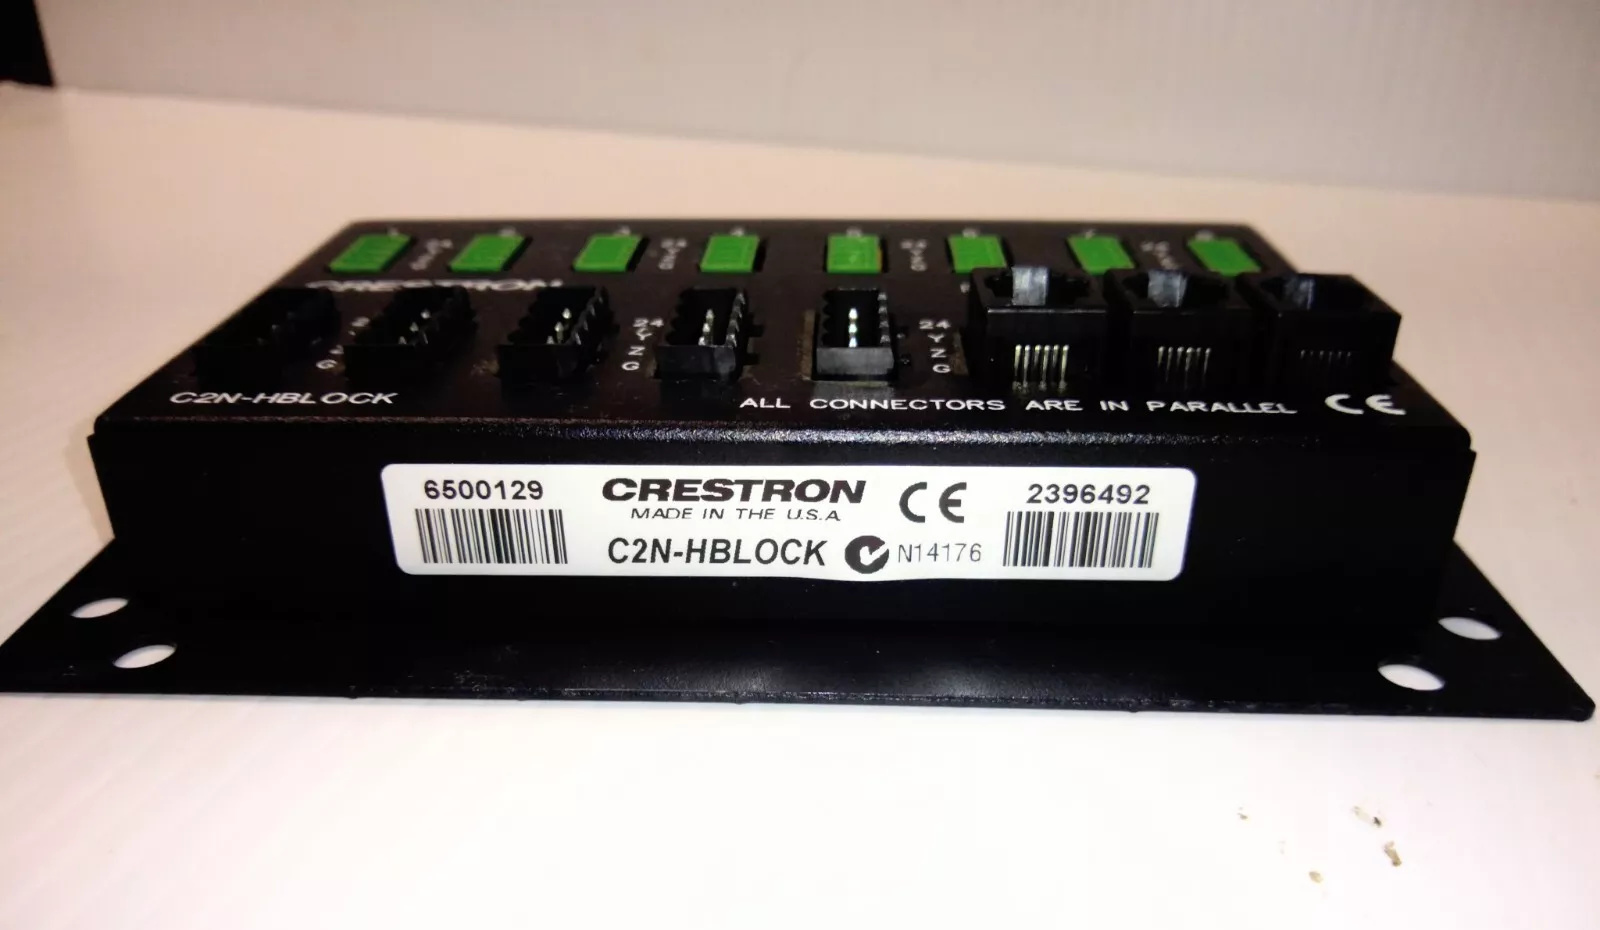 CRESTRON
24
Y
Z
G
24
Y
Z
G
C2N-HBLOCK
ALL CONNECTORS ARE IN PARALLEL CE
6500129 CRESTRON CE 2396492
MADE IN THE U.S.A.
C2N-HBLOCK N14176